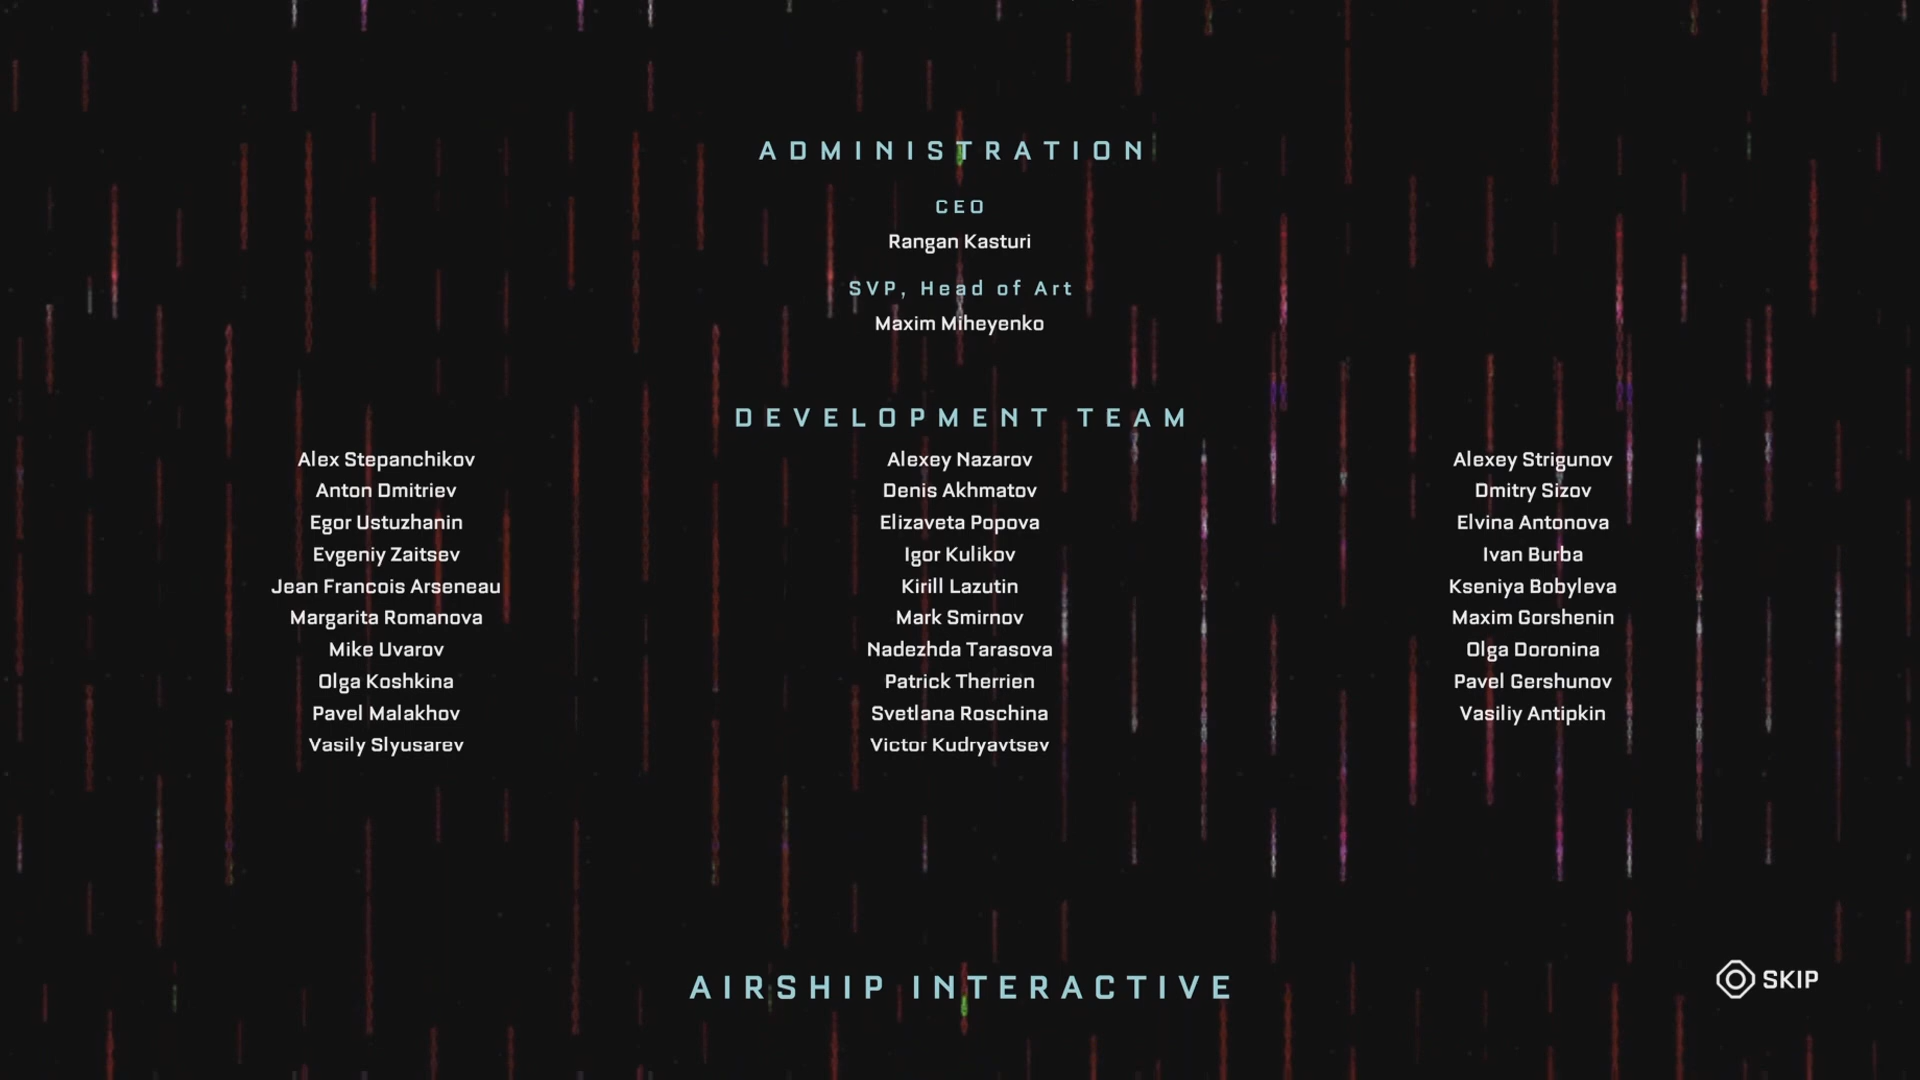 ADMINISTRATION
CEO
Rangan Kasturi
SVP, Head of Art
Maxim Miheyenko
DEVELOPMENT TEAM
Alex Stepanchikov
Anton Dmitriev
Egor Ustuzhanin
Evgeniy Zaitsev
Jean Francois Arseneau
Margarita Romanova
Mike Uvarov
Olga Koshkina
Pavel Malakhov
Vasily Slyusarev
Alexey Nazarov
Denis Akhmatov
Elizaveta Popova
Igor Kulikov
Kirill Lazutin
Mark Smirnov
Nadezhda Tarasova
Patrick Therrien
Svetlana Roschina
Victor Kudryavtsev
Alexey Strigunov
Dmitry Sizov
Elvina Antonova
Ivan Burba
Kseniya Bobyleva
Maxim Gorshenin
Olga Doronina
Pavel Gershunov
Vasiliy Antipkin
AIRSHIP INTERACTIVE
SKIP